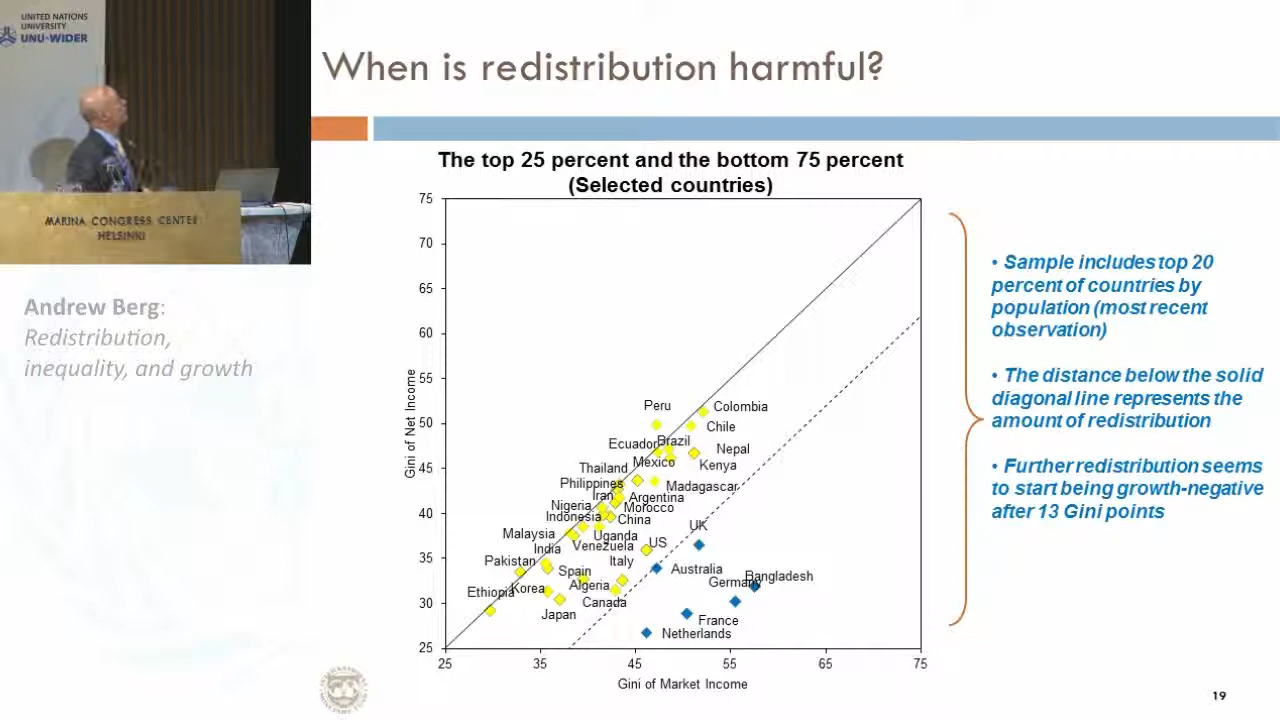 UNITED NATIONS
UNIVERSITY
UNU-WIDER
MARINA CONGRESS CENTER
HELSINKI
Andrew Berg:
Redistribution,
inequality, and growth
When is redistribution harmful?
The top 25 percent and the bottom 75 percent
(Selected countries)
75
70
65
60
55
50
45
40
35
30
25
Gini of Net Income
Peru
Colombia
Chile
Ecuador
Brazil
Nepal
Mexico
Kenya
Thailand
Philippines
Madagascar
Iran
Argentina
Nigeria
Morocco
Indonesia
China
UK
Malaysia
Uganda
Venezuela
US
India
Pakistan
Italy
Spain
Australia
Bangladesh
Germany
Algeria
Ethiopia
Korea
Canada
Japan
France
Netherlands
25
35
45
55
65
75
Gini of Market Income
• Sample includes top 20
percent of countries by
population (most recent
observation)
• The distance below the solid
diagonal line represents the
amount of redistribution
• Further redistribution seems
to start being growth-negative
after 13 Gini points
19